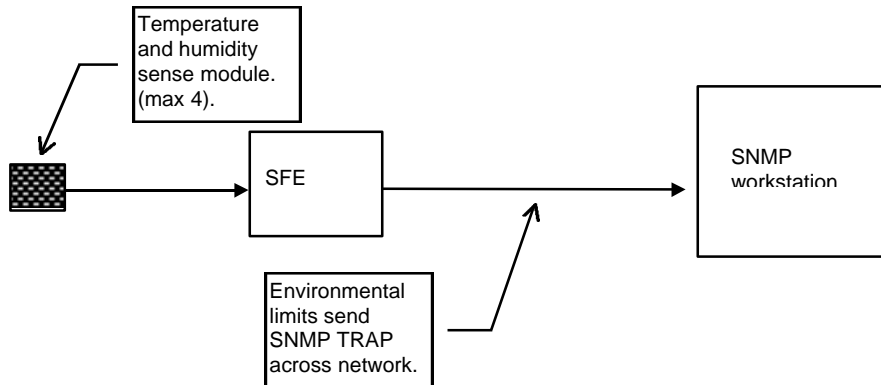 Temperature
and humidity
sense module.
(max 4).
SFE
SNMP
workstation
Environmental
limits send
SNMP TRAP
across network.